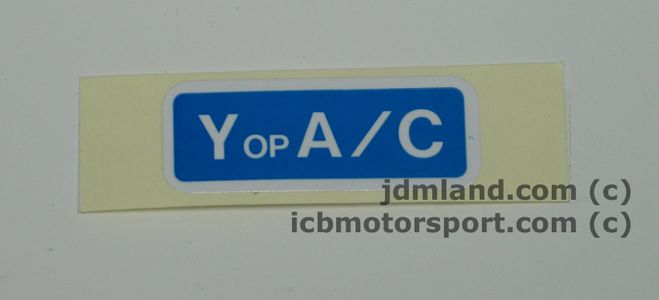 Y OP A/C
jdmland.com (c)
icbmotorsport.com (c)